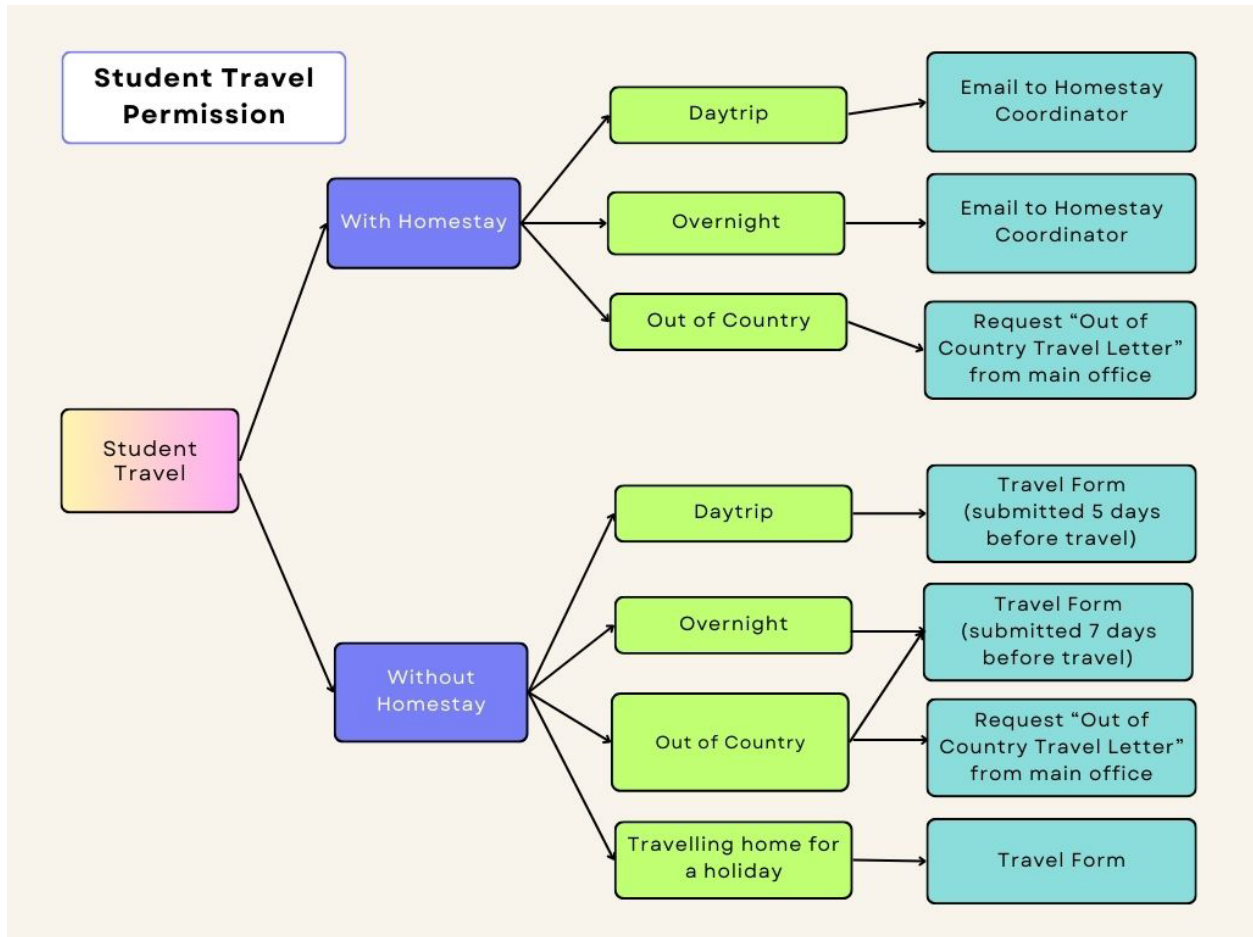 Student Travel
Permission
Student
Travel
With Homestay
Daytrip
Email to Homestay
Coordinator
Overnight
Email to Homestay
Coordinator
Out of Country
Request “Out of
Country Travel Letter”
from main office
Without
Homestay
Daytrip
Travel Form
(submitted 5 days
before travel)
Overnight
Travel Form
(submitted 7 days
before travel)
Out of Country
Request “Out of
Country Travel Letter”
from main office
Travelling home for
a holiday
Travel Form